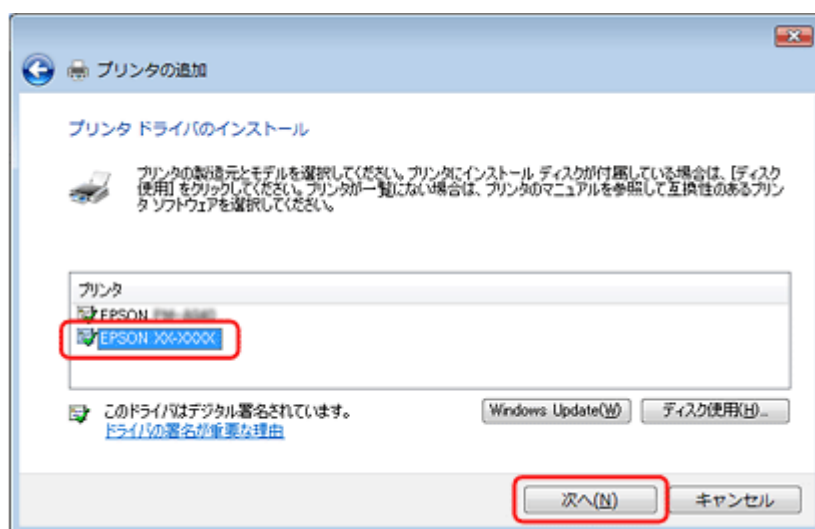 プリンタの追加
プリンタ ドライバのインストール
プリンタの製造元とモデルを選択してください。プリンタにインストール ディスクが付属している場合は、[ディスク
使用] をクリックしてください。プリンタが一覧にない場合は、プリンタのマニュアルを参照して互換性のあるプリン
タ ソフトウェアを選択してください。
プリンタ
EPSON
EPSON XX-XXXX
このドライバはデジタル署名されています。
ドライバの署名が重要な理由
Windows Update(W)
ディスク使用(H)...
次へ(N)
キャンセル